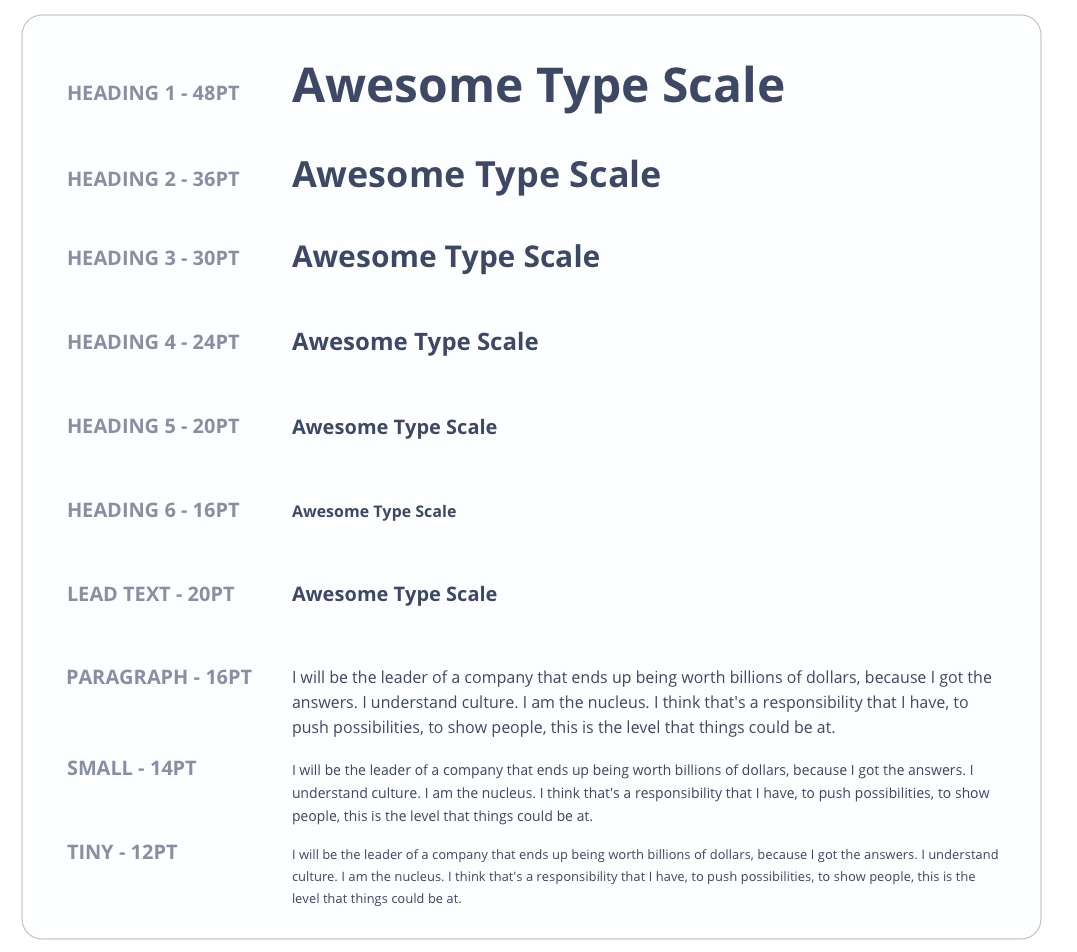 HEADING 1 - 48PT Awesome Type Scale
HEADING 2 - 36PT Awesome Type Scale
HEADING 3 - 30PT Awesome Type Scale
HEADING 4 - 24PT Awesome Type Scale
HEADING 5 - 20PT Awesome Type Scale
HEADING 6 - 16PT Awesome Type Scale
LEAD TEXT - 20PT Awesome Type Scale
PARAGRAPH - 16PT I will be the leader of a company that ends up being worth billions of dollars, because I got the
answers. I understand culture. I am the nucleus. I think that's a responsibility that I have, to
push possibilities, to show people, this is the level that things could be at.
SMALL - 14PT I will be the leader of a company that ends up being worth billions of dollars, because I got the answers. I
understand culture. I am the nucleus. I think that's a responsibility that I have, to push possibilities, to show
people, this is the level that things could be at.
TINY - 12PT I will be the leader of a company that ends up being worth billions of dollars, because I got the answers. I understand
culture. I am the nucleus. I think that's a responsibility that I have, to push possibilities, to show people, this is the
level that things could be at.